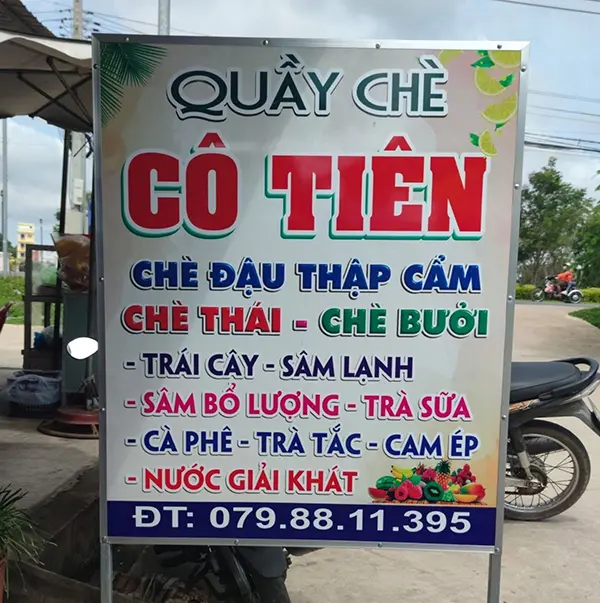 QUẦY CHÈ
CÔ TIÊN
CHÈ ĐẬU THẬP CẨM
CHÈ THÁI - CHÈ BƯỞI
- TRÁI CÂY - SÂM LẠNH
- SÂM BỔ LƯỢNG - TRÀ SỮA
- CÀ PHÊ - TRÀ TẮC - CAM ÉP
- NƯỚC GIẢI KHÁT
ĐT: 079.88.11.395